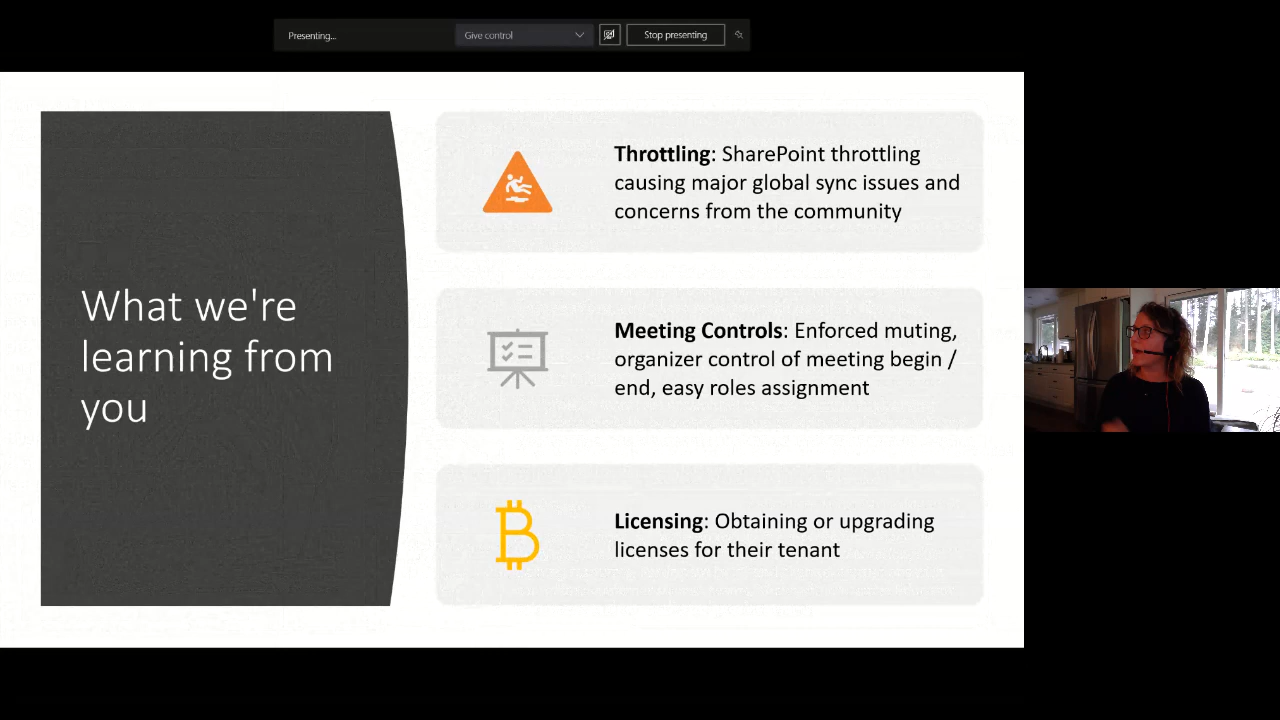 Presenting...
Give control
Stop presenting
What we're
learning from
you
Throttling: SharePoint throttling
causing major global sync issues and
concerns from the community
Meeting Controls: Enforced muting,
organizer control of meeting begin /
end, easy roles assignment
Licensing: Obtaining or upgrading
licenses for their tenant